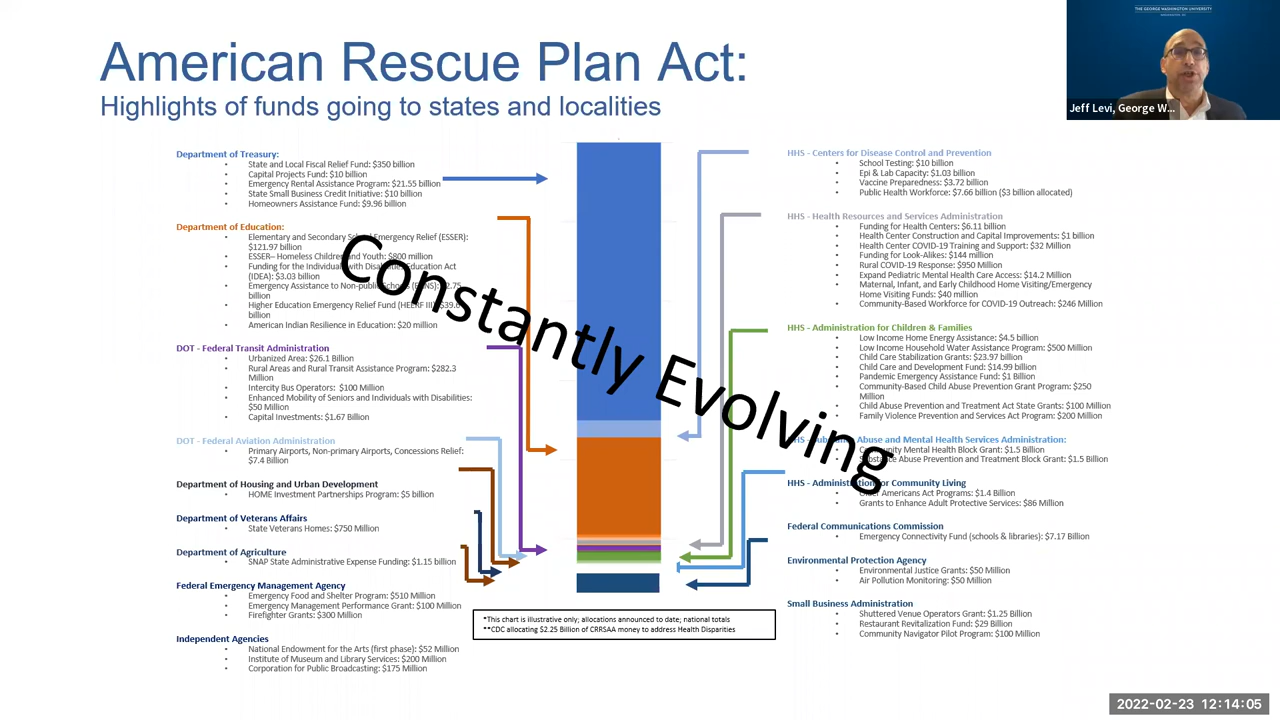 American Rescue Plan Act:
Highlights of funds going to states and localities
THE GEORGE WASHINGTON UNIVERSITY
WASHINGTON, DC
Jeff Levi, George W...
Department of Treasury:
• State and Local Fiscal Relief Fund: $350 billion
• Capital Projects Fund: $10 billion
• Emergency Rental Assistance Program: $21.55 billion
• State Small Business Credit Initiative: $10 billion
• Homeowners Assistance Fund: $9.96 billion
Department of Education:
• Elementary and Secondary School Emergency Relief (ESSER):
$121.97 billion
• ESSER– Homeless Children and Youth: $800 million
• Funding for the Individual with Disabilities Education Act
(IDEA): $3.03 billion
• Emergency Assistance to Non-public Schools (EANS): $2.75
billion
• Higher Education Emergency Relief Fund (HEERF III): $39.6
billion
• American Indian Resilience in Education: $20 million
DOT - Federal Transit Administration
• Urbanized Area: $26.1 Billion
• Rural Areas and Rural Transit Assistance Program: $282.3
Million
• Intercity Bus Operators: $100 Million
• Enhanced Mobility of Seniors and Individuals with Disabilities:
$50 Million
• Capital Investments: $1.67 Billion
DOT - Federal Aviation Administration
• Primary Airports, Non-primary Airports, Concessions Relief:
$7.4 Billion
Department of Housing and Urban Development
• HOME Investment Partnerships Program: $5 billion
Department of Veterans Affairs
• State Veterans Homes: $750 Million
Department of Agriculture
• SNAP State Administrative Expense Funding: $1.15 billion
Federal Emergency Management Agency
• Emergency Food and Shelter Program: $510 Million
• Emergency Management Performance Grant: $100 Million
• Firefighter Grants: $300 Million
Independent Agencies
• National Endowment for the Arts (first phase): $52 Million
• Institute of Museum and Library Services: $200 Million
• Corporation for Public Broadcasting: $175 Million
Constantly Evolving
HHS - Centers for Disease Control and Prevention
• School Testing: $10 billion
• Epi & Lab Capacity: $1.03 billion
• Vaccine Preparedness: $3.72 billion
• Public Health Workforce: $7.66 billion ($3 billion allocated)
HHS - Health Resources and Services Administration
• Funding for Health Centers: $6.11 billion
• Health Center Construction and Capital Improvements: $1 billion
• Health Center COVID-19 Training and Support: $32 Million
• Funding for Look-Alikes: $144 million
• Rural COVID-19 Response: $950 Million
• Expand Pediatric Mental Health Care Access: $14.2 Million
• Maternal, Infant, and Early Childhood Home Visiting/Emergency
Home Visiting Funds: $40 million
• Community-Based Workforce for COVID-19 Outreach: $246 Million
HHS - Administration for Children & Families
• Low Income Home Energy Assistance: $4.5 billion
• Low Income Household Water Assistance Program: $500 Million
• Child Care Stabilization Grants: $23.97 billion
• Child Care and Development Fund: $14.99 billion
• Pandemic Emergency Assistance Fund: $1 Billion
• Community-Based Child Abuse Prevention Grant Program: $250
Million
• Child Abuse Prevention and Treatment Act State Grants: $100 Million
• Family Violence Prevention and Services Act Program: $200 Million
HHS - Substance Abuse and Mental Health Services Administration:
• Community Mental Health Block Grant: $1.5 Billion
• Substance Abuse Prevention and Treatment Block Grant: $1.5 Billion
HHS - Administration for Community Living
• Older Americans Act Programs: $1.4 Billion
• Grants to Enhance Adult Protective Services: $86 Million
Federal Communications Commission
• Emergency Connectivity Fund (schools & libraries): $7.17 Billion
Environmental Protection Agency
• Environmental Justice Grants: $50 Million
• Air Pollution Monitoring: $50 Million
Small Business Administration
• Shuttered Venue Operators Grant: $1.25 Billion
• Restaurant Revitalization Fund: $29 Billion
• Community Navigator Pilot Program: $100 Million
*This chart is illustrative only; allocations announced to date; national totals
**CDC allocating $2.25 Billion of CRRSAA money to address Health Disparities
2022-02-23 12:14:05